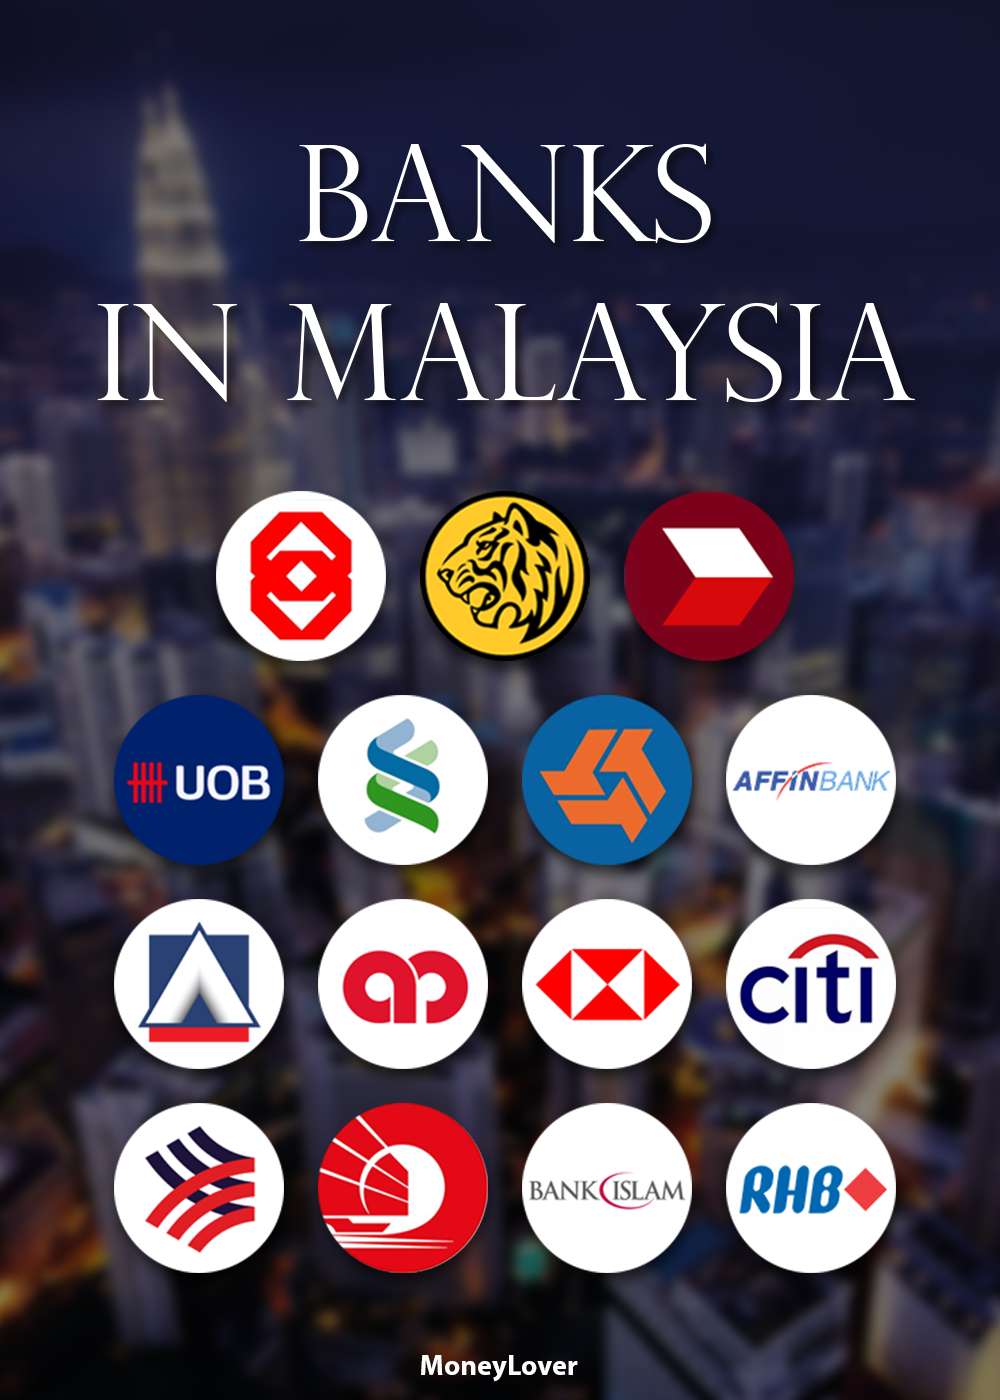 BANKS
IN MALAYSIA
UOB
AFFINBANK
citi
BANK ISLAM
RHB
MoneyLover